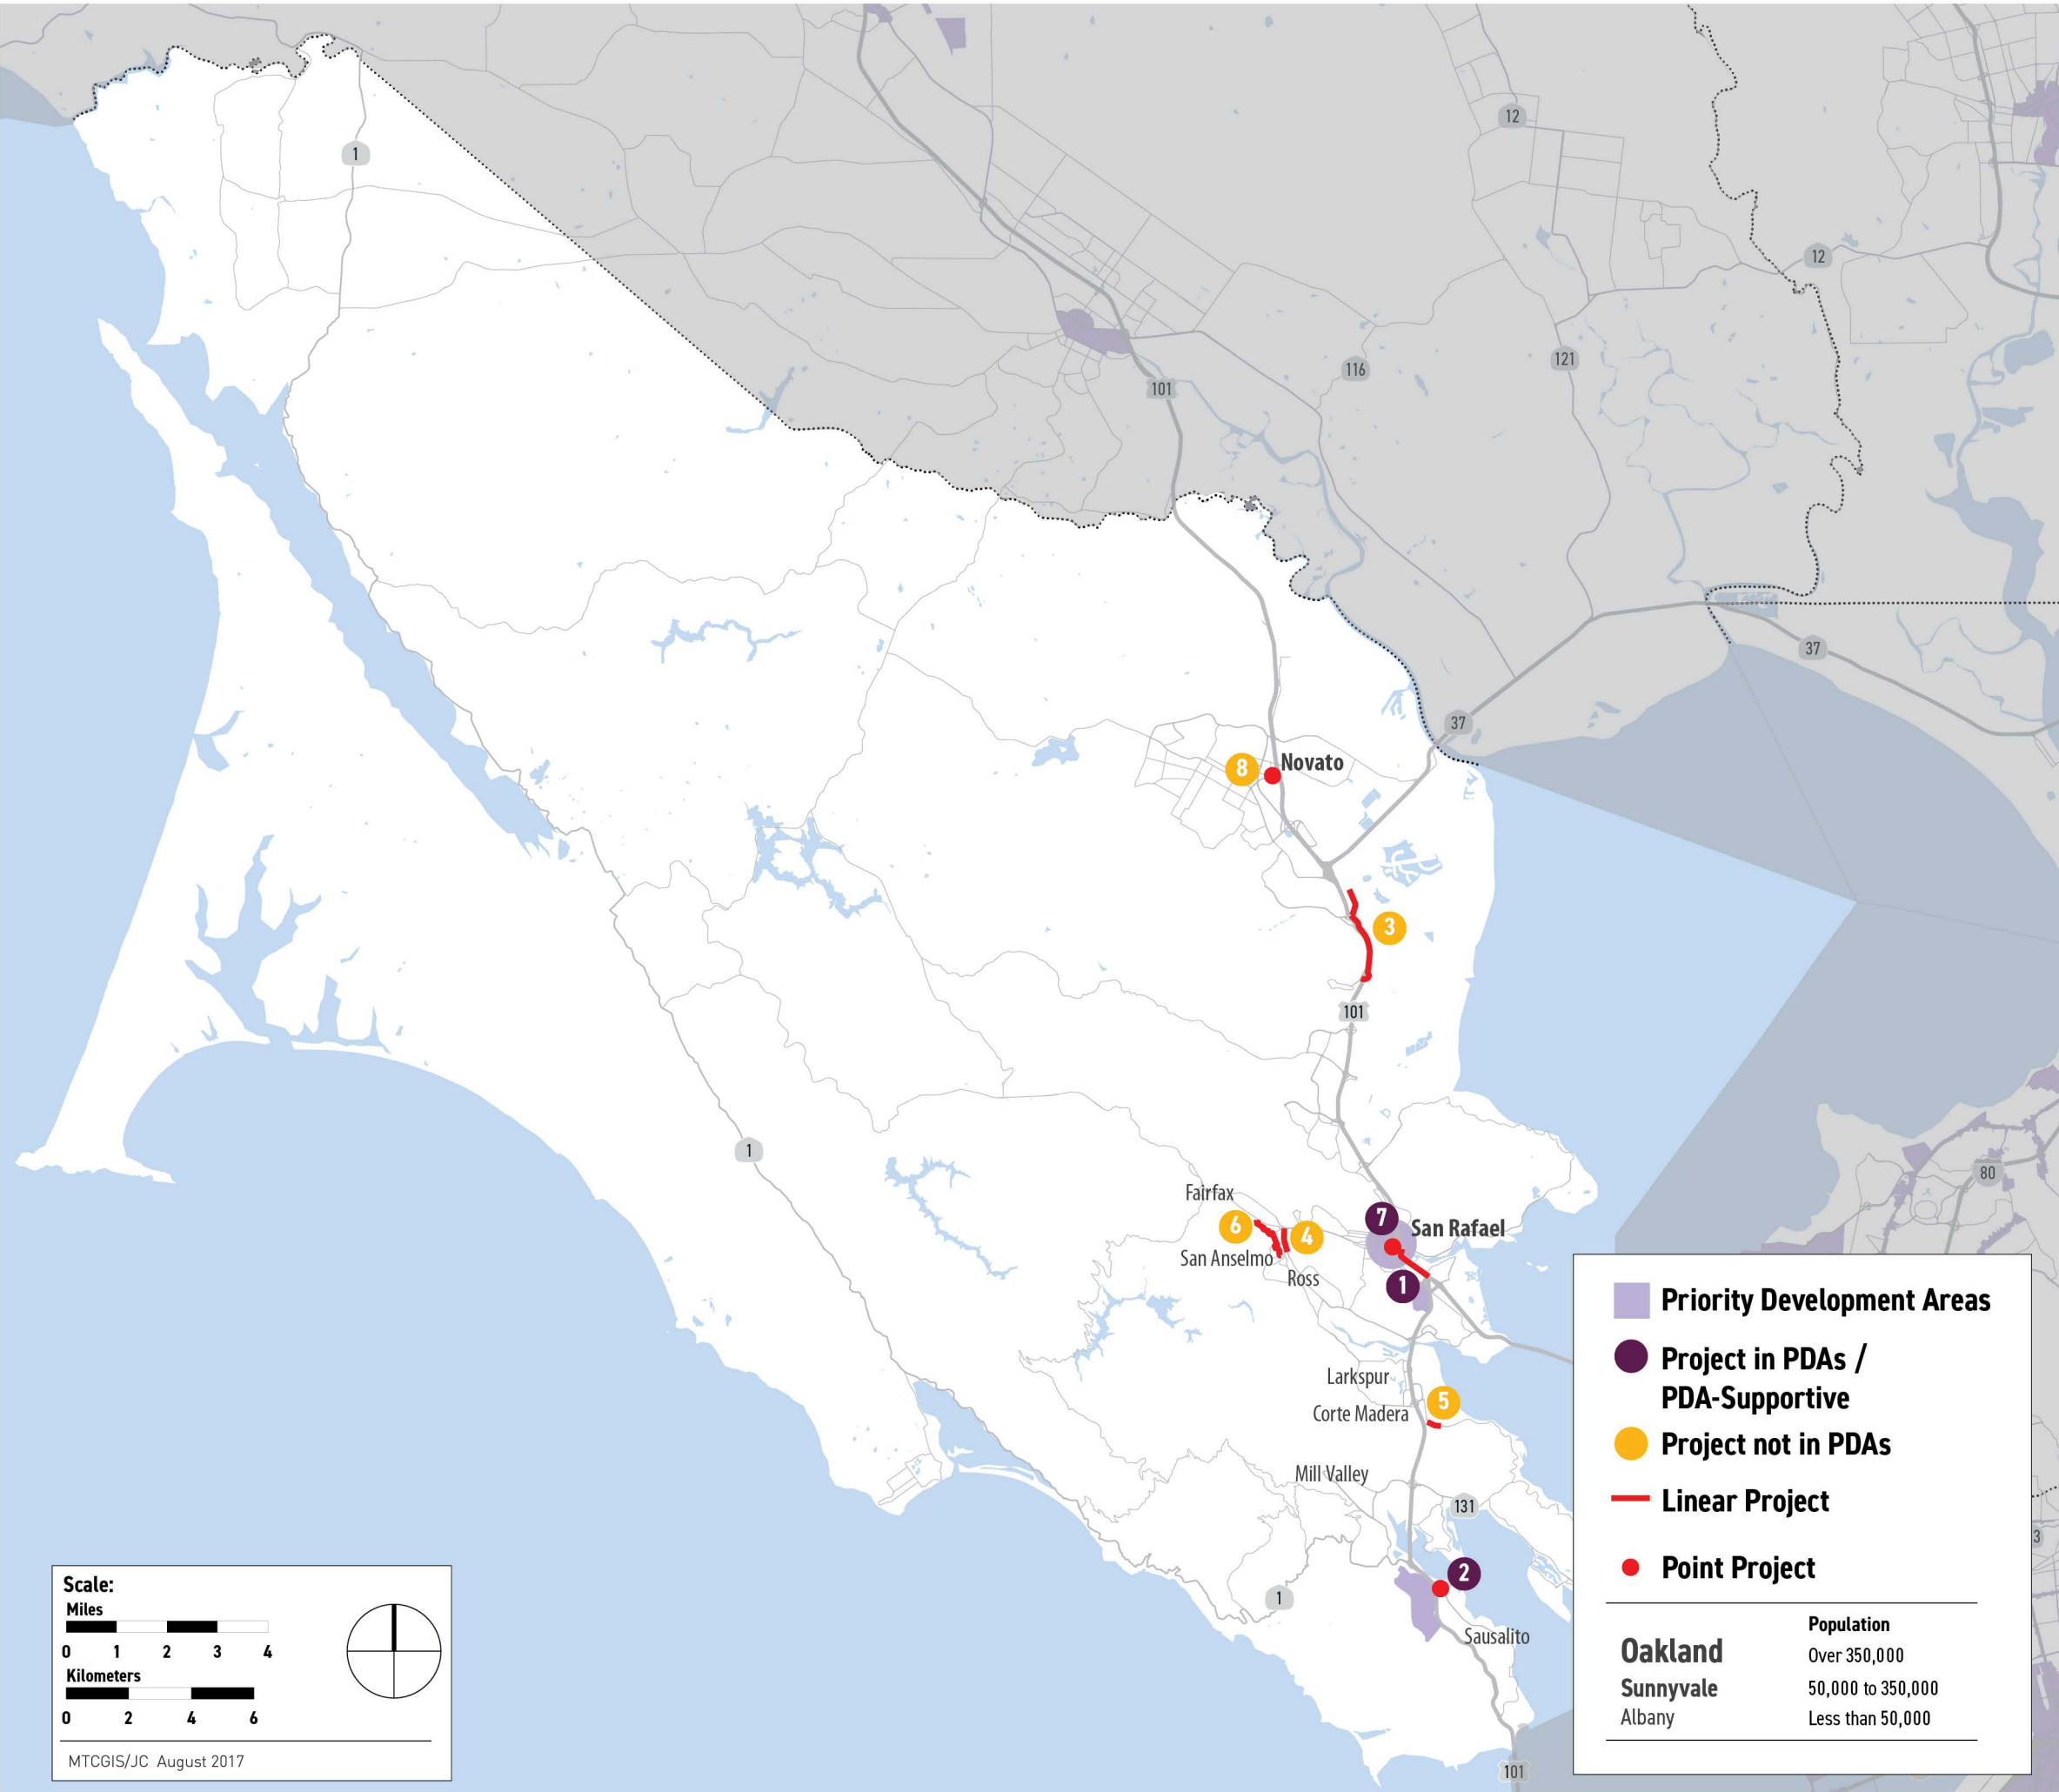 12
1
12
121
116
101
37
37
8
Novato
3
101
1
80
Fairfax
7
6
4
San Rafael
San Anselmo
Ross
1
Larkspur
5
Corte Madera
Mill Valley
131
3
2
1
Sausalito
101
Priority Development Areas
Project in PDAs /
PDA-Supportive
Project not in PDAs
Linear Project
Point Project
Population
Oakland Over 350,000
Sunnyvale 50,000 to 350,000
Albany Less than 50,000
Scale:
Miles
0 1 2 3 4
Kilometers
0 2 4 6
MTCGIS/JC August 2017